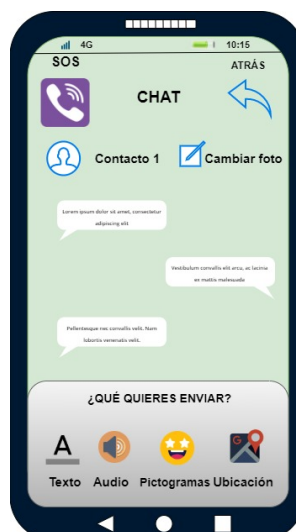 4G 10:15
SOS
ATRÁS
CHAT
Contacto 1 Cambiar foto
Lorem ipsum dolor sit amet, consectetur
adipiscing elit
Vestibulum convallis elit arcu, ac lacinia
ex mattis malesuada
Pellentesque nec convallis velit. Nam
lobortis venenatis velit.
¿QUÉ QUIERES ENVIAR?
A
G
Texto Audio Pictogramas Ubicación